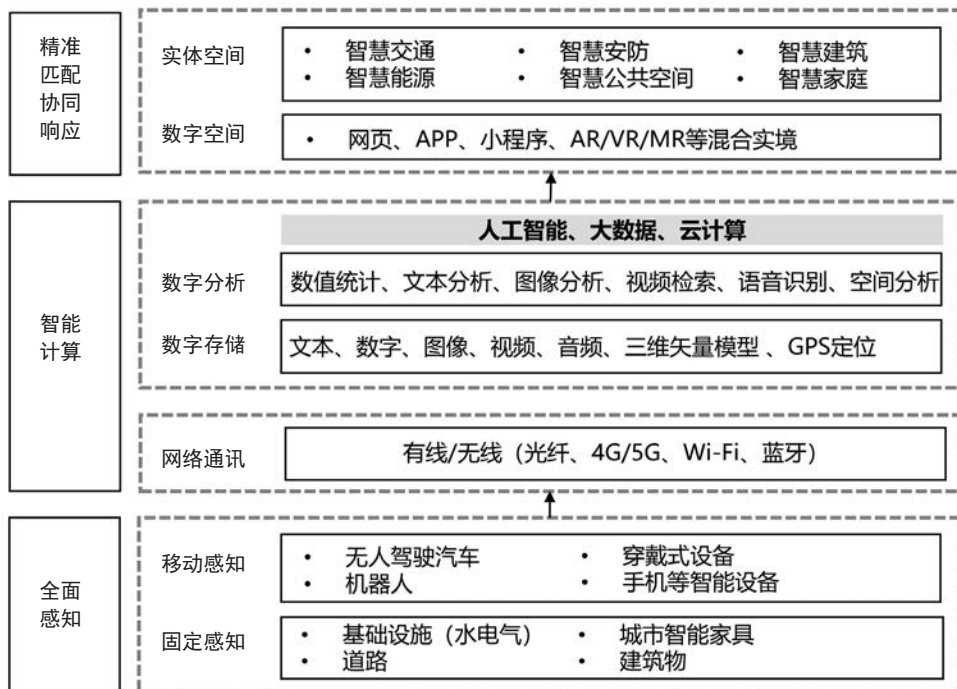 精准
匹配
协同
响应
实体空间
• 智慧交通 • 智慧安防 • 智慧建筑
• 智慧能源 • 智慧公共空间 • 智慧家庭
数字空间
• 网页、APP、小程序、AR/VR/MR等混合实境
智能
计算
人工智能、大数据、云计算
数字分析
数值统计、文本分析、图像分析、视频检索、语音识别、空间分析
数字存储
文本、数字、图像、视频、音频、三维矢量模型 、GPS定位
网络通讯
有线/无线（光纤、4G/5G、Wi-Fi、蓝牙）
全面
感知
移动感知
• 无人驾驶汽车 • 穿戴式设备
• 机器人 • 手机等智能设备
固定感知
• 基础设施（水电气） • 城市智能家具
• 道路 • 建筑物